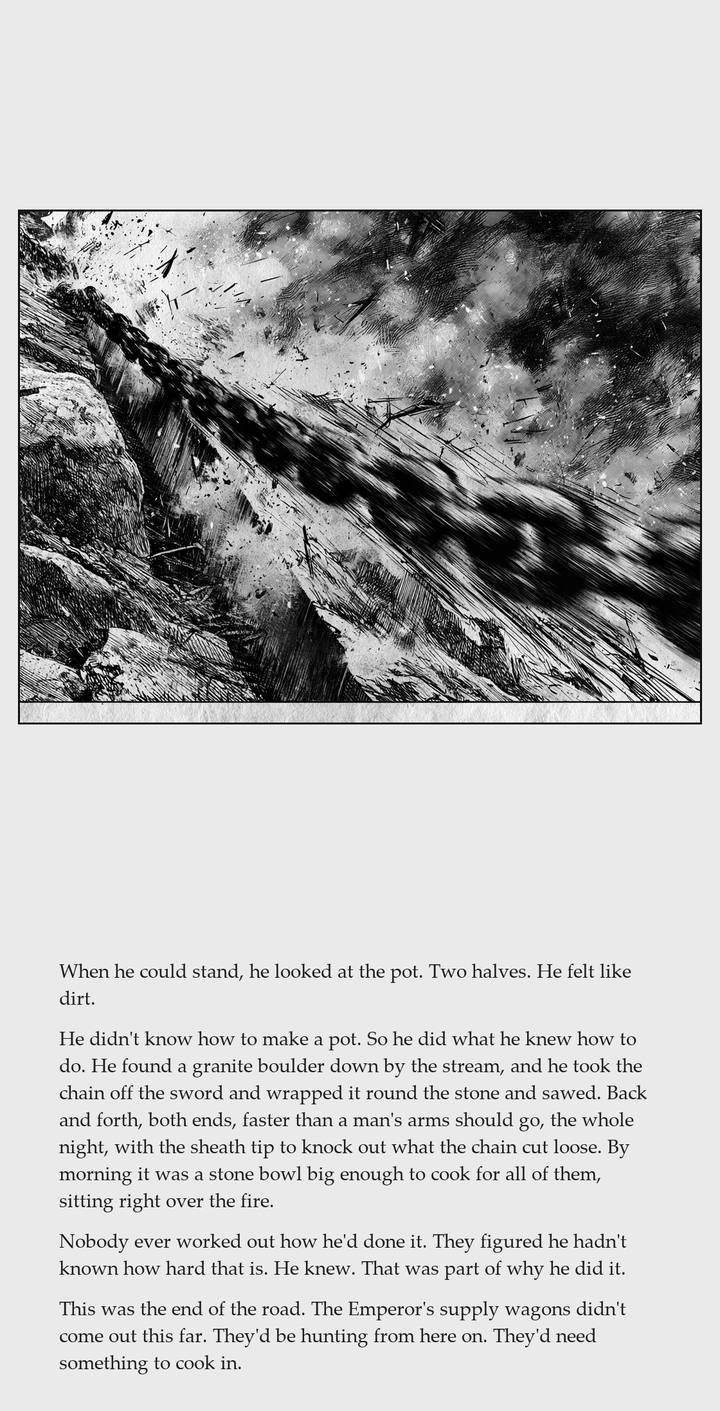 When he could stand, he looked at the pot. Two halves. He felt like
dirt.
He didn't know how to make a pot. So he did what he knew how to
do. He found a granite boulder down by the stream, and he took the
chain off the sword and wrapped it round the stone and sawed. Back
and forth, both ends, faster than a man's arms should go, the whole
night, with the sheath tip to knock out what the chain cut loose. By
morning it was a stone bowl big enough to cook for all of them,
sitting right over the fire.
Nobody ever worked out how he'd done it. They figured he hadn't
known how hard that is. He knew. That was part of why he did it.
This was the end of the road. The Emperor's supply wagons didn't
come out this far. They'd be hunting from here on. They'd need
something to cook in.